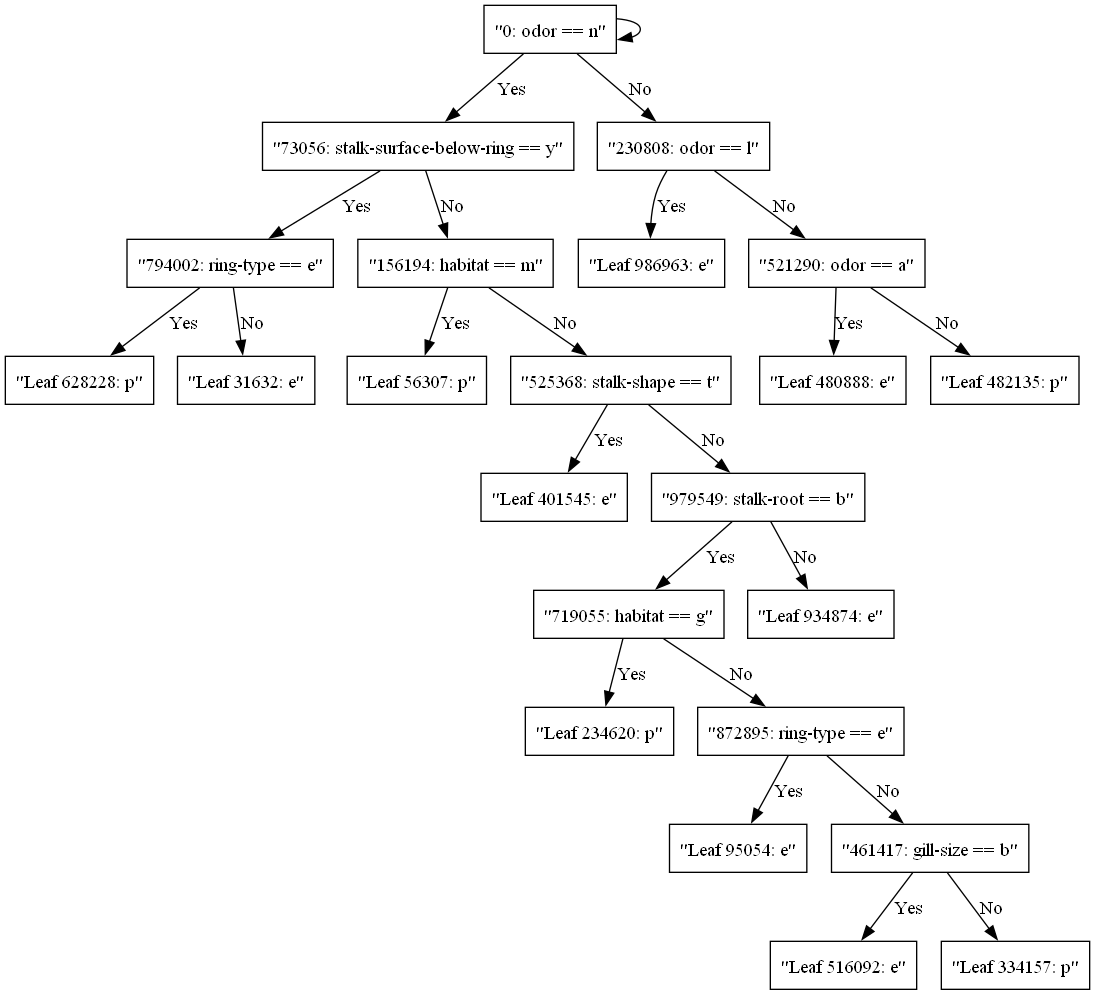 "0: odor == n"
Yes
No
"73056: stalk-surface-below-ring == y"
"230808: odor == l"
Yes
No
Yes
No
"794002: ring-type == e"
"156194: habitat == m"
"Leaf 986963: e"
"521290: odor == a"
Yes
No
Yes
No
Yes
No
"Leaf 628228: p"
"Leaf 31632: e"
"Leaf 56307: p"
"525368: stalk-shape == t"
"Leaf 480888: e"
"Leaf 482135: p"
Yes
No
"Leaf 401545: e"
"979549: stalk-root == b"
Yes
No
"719055: habitat == g"
"Leaf 934874: e"
Yes
No
"Leaf 234620: p"
"872895: ring-type == e"
Yes
No
"Leaf 95054: e"
"461417: gill-size == b"
Yes
No
"Leaf 516092: e"
"Leaf 334157: p"